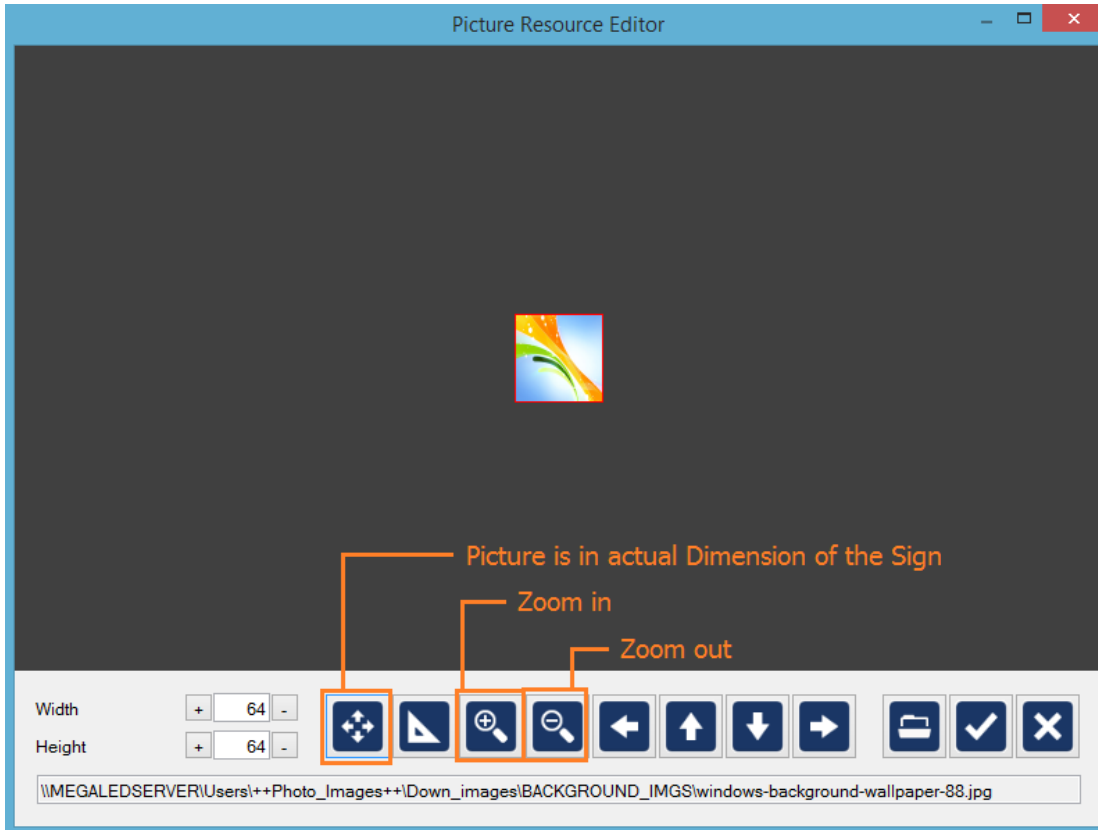 Picture Resource Editor
Picture is in actual Dimension of the Sign
Zoom in
Zoom out
Width + 64 -
Height + 64 -
\\MEGALEDSERVER\Users\++Photo_Images++\Down_images\BACKGROUND_IMGS\windows-background-wallpaper-88.jpg